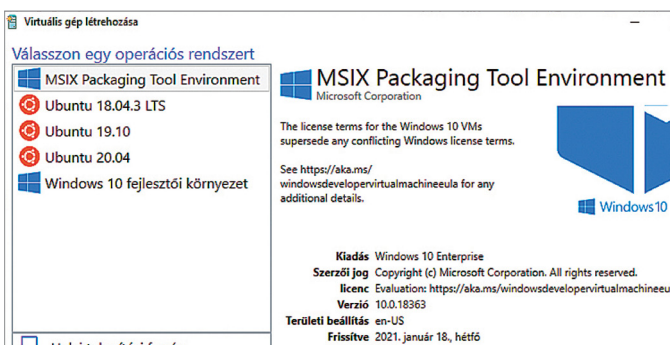 Virtuális gép létrehozása
Válasszon egy operációs rendszert
MSIX Packaging Tool Environment
Ubuntu 18.04.3 LTS
Ubuntu 19.10
Ubuntu 20.04
Windows 10 fejlesztői környezet
MSIX Packaging Tool Environment
Microsoft Corporation
The license terms for the Windows 10 VMs
supersede any conflicting Windows license terms.
See https://aka.ms/
windowsdevelopervirtualmachineeula for any
additional details.
Windows10
Kiadás Windows 10 Enterprise
Szerzői jog Copyright (c) Microsoft Corporation. All rights reserved.
licenc Evaluation: https://aka.ms/windowsdevelopervirtualmachineeu
Verzió 10.0.18363
Területi beállítás en-US
Frissítve 2021. január 18., hétfő